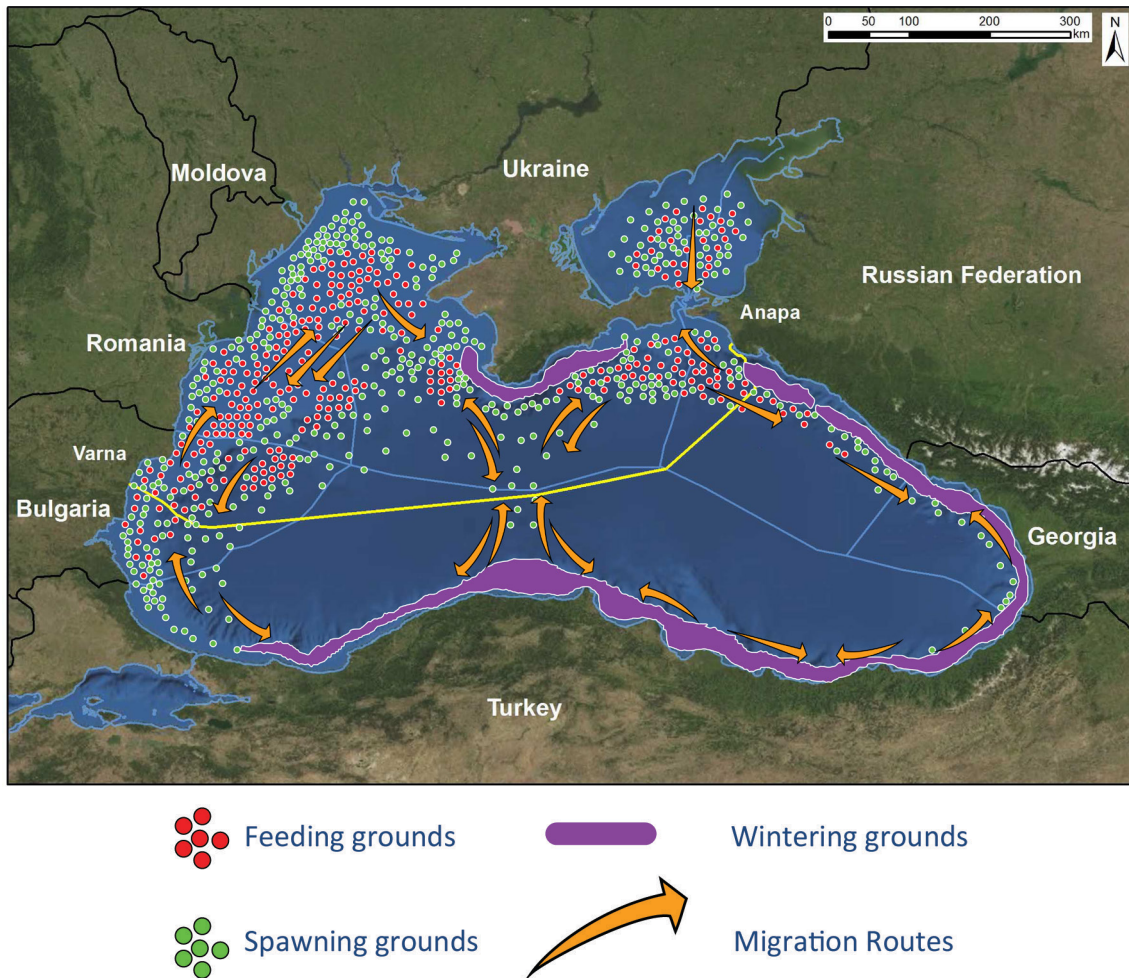 0 50 100 200 300
km
N
Moldova
Ukraine
Russian Federation
Anapa
Romania
Varna
Bulgaria
Georgia
Turkey
Feeding grounds
Wintering grounds
Spawning grounds
Migration Routes